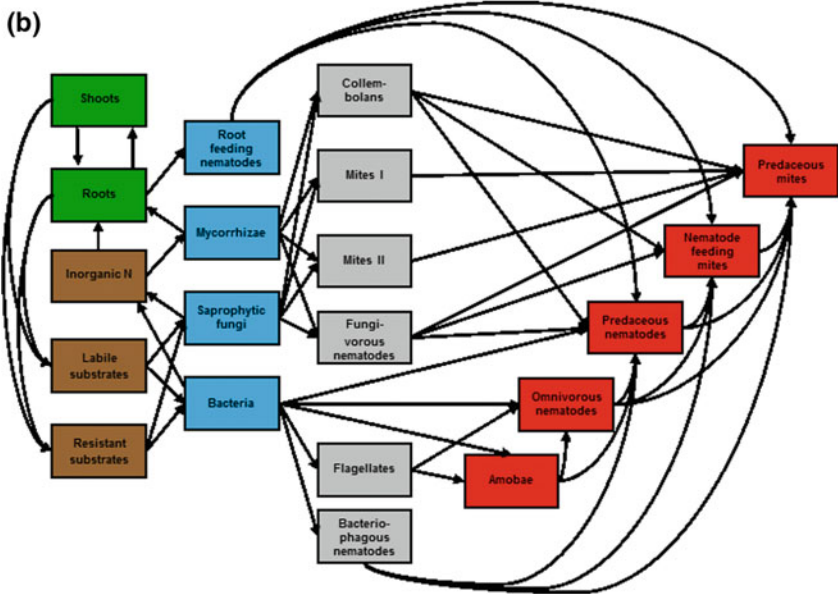 (b)
Shoots
Roots
Inorganic N
Labile
substrates
Resistant
substrates
Root
feeding
nematodes
Mycorrhizae
Saprophytic
fungi
Bacteria
Collem-
bolans
Mites I
Mites II
Fungi-
vorous
nematodes
Flagellates
Bacterio-
phagous
nematodes
Amobae
Omnivorous
nematodes
Predaceous
nematodes
Nematode
feeding
mites
Predaceous
mites